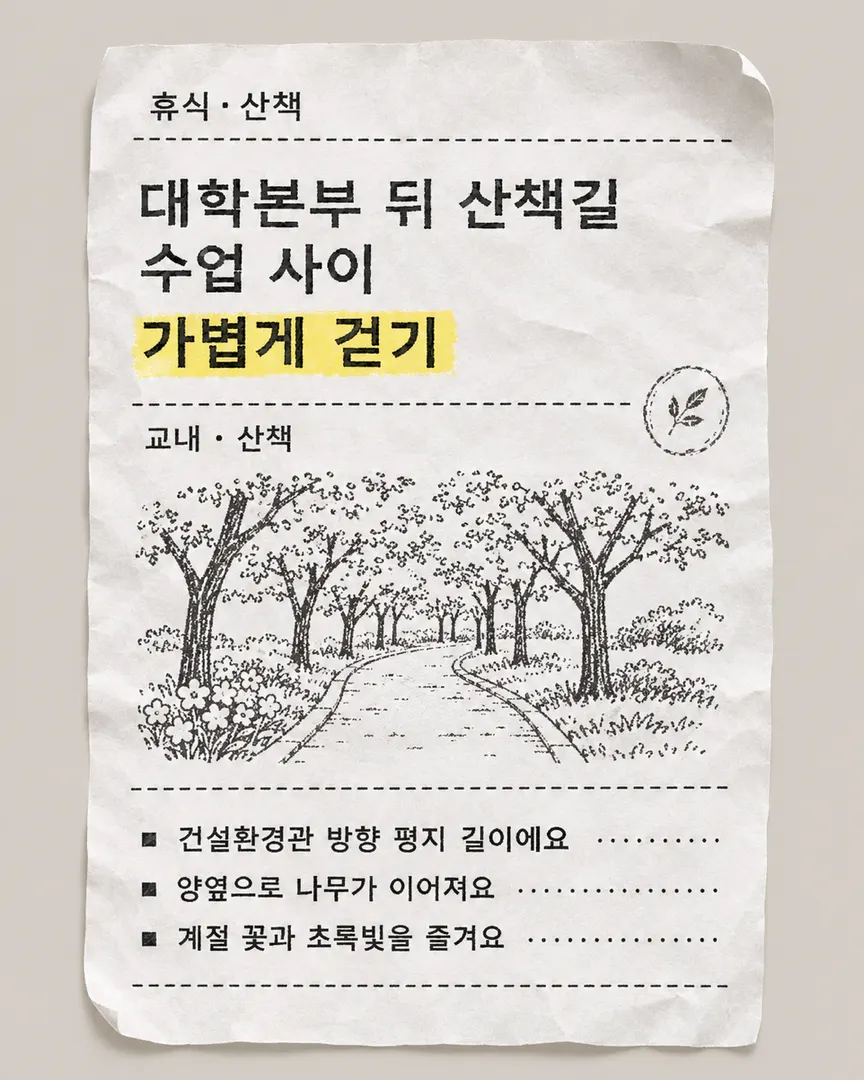 휴식 · 산책
대학본부 뒤 산책길
수업 사이
가볍게 걷기
교내 · 산책
■ 건설환경관 방향 평지 길이에요 ··········
■ 양옆으로 나무가 이어져요 ················
■ 계절 꽃과 초록빛을 즐겨요 ···············